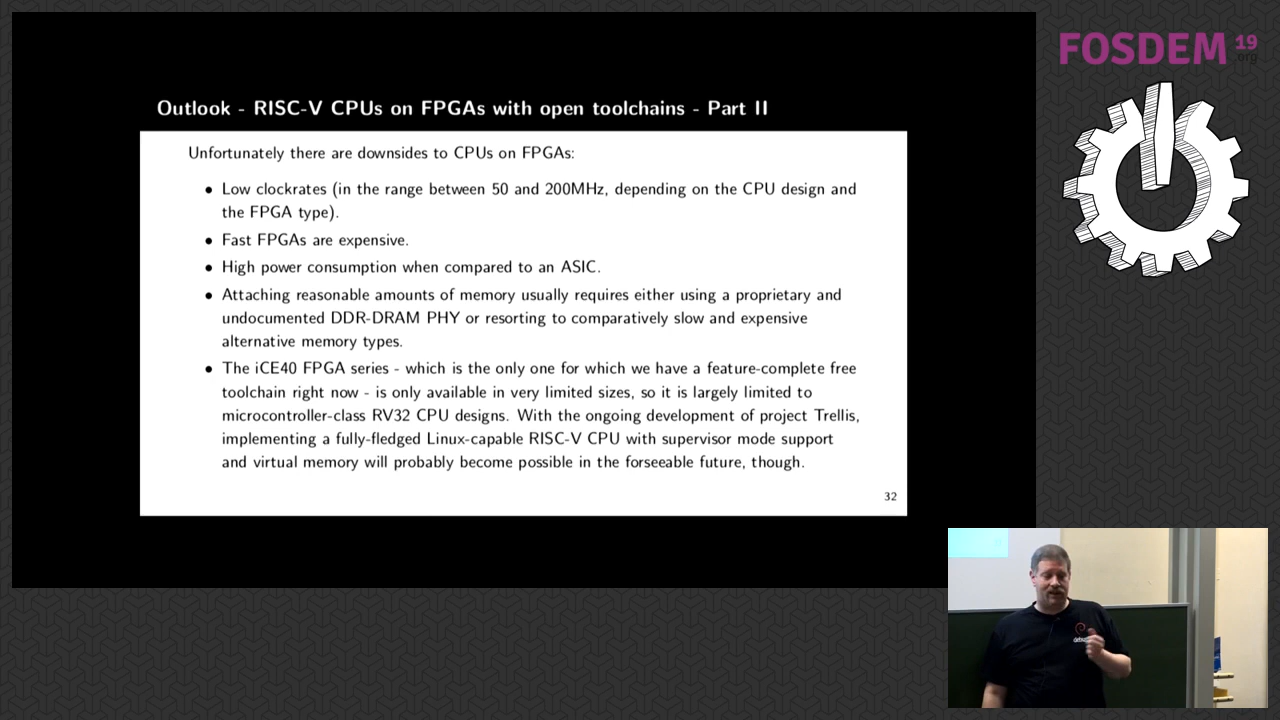 FOSDEM 19
.org
Outlook - RISC-V CPUs on FPGAs with open toolchains - Part II
Unfortunately there are downsides to CPUs on FPGAs:
• Low clockrates (in the range between 50 and 200MHz, depending on the CPU design and
the FPGA type).
• Fast FPGAs are expensive.
• High power consumption when compared to an ASIC.
• Attaching reasonable amounts of memory usually requires either using a proprietary and
undocumented DDR-DRAM PHY or resorting to comparatively slow and expensive
alternative memory types.
• The iCE40 FPGA series - which is the only one for which we have a feature-complete free
toolchain right now - is only available in very limited sizes, so it is largely limited to
microcontroller-class RV32 CPU designs. With the ongoing development of project Trellis,
implementing a fully-fledged Linux-capable RISC-V CPU with supervisor mode support
and virtual memory will probably become possible in the forseeable future, though.
32